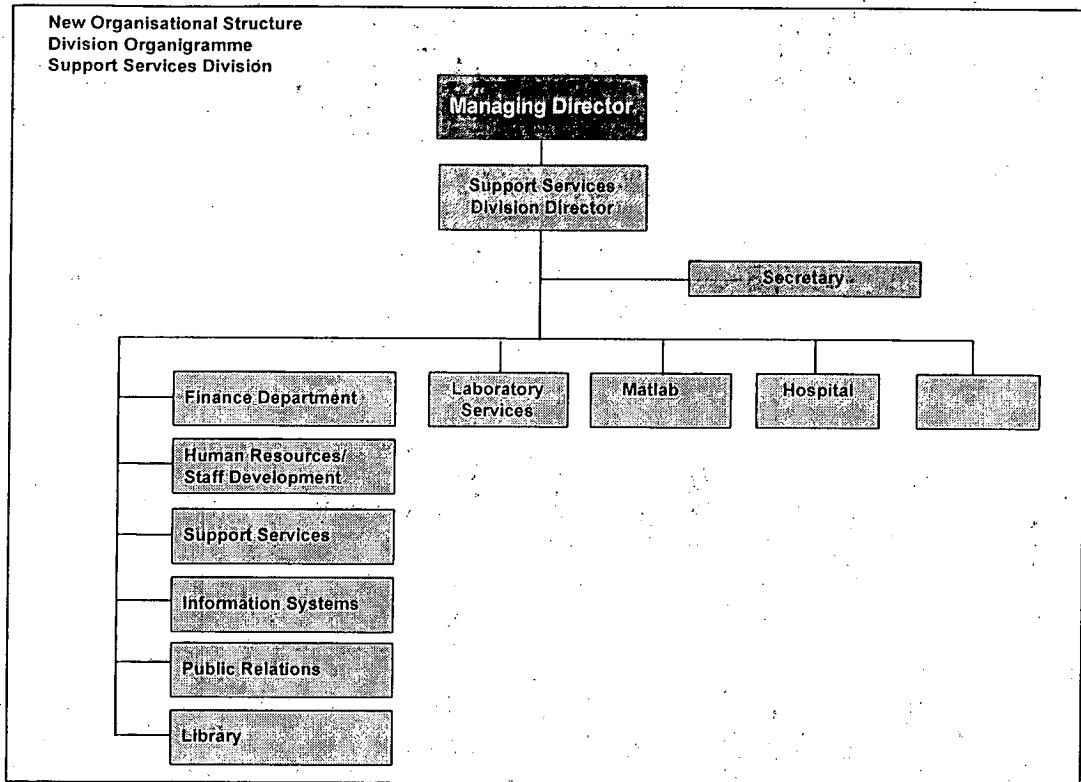 New Organisational Structure
Division Organigramme
Support Services Division
Managing Director
Support Services
Division Director
Secretary
Finance Department
Laboratory
Services
Matlab
Hospital
Human Resources/
Staff Development
Support Services
Information Systems
Public Relations
Library